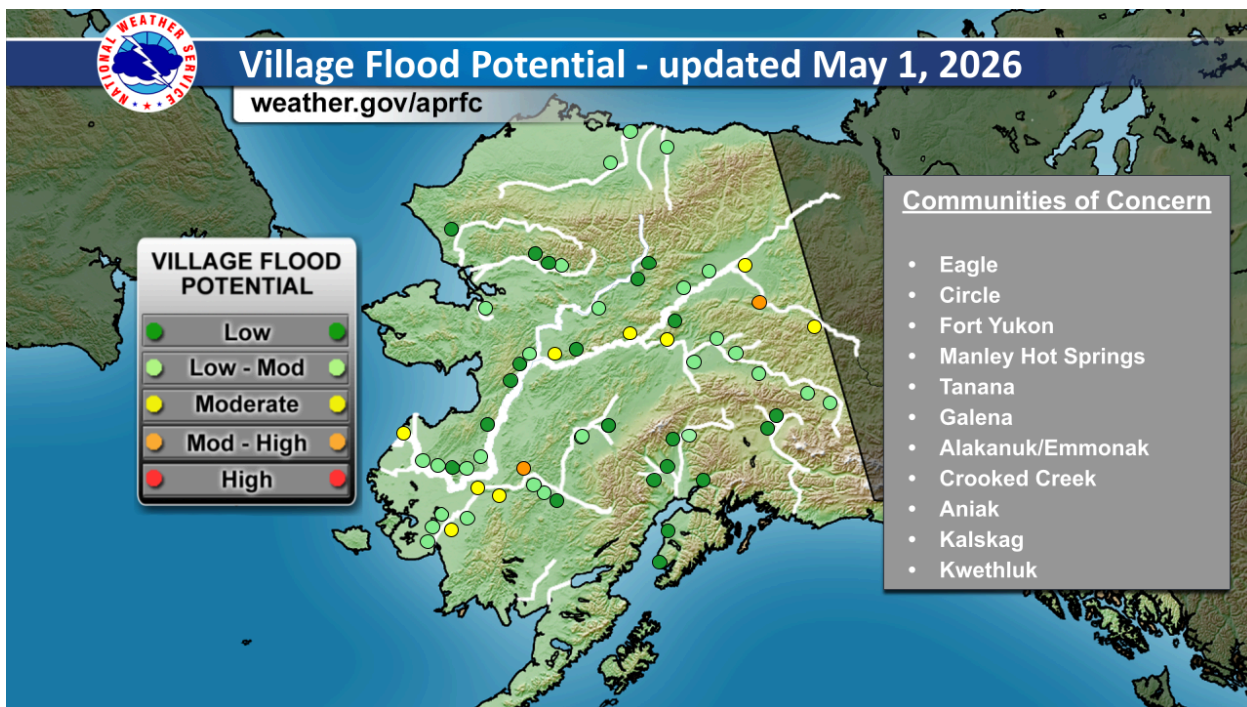 NATIONAL WEATHER SERVICE
Village Flood Potential - updated May 1, 2026
weather.gov/aprfc
VILLAGE FLOOD
POTENTIAL
Low
Low - Mod
Moderate
Mod - High
High
Communities of Concern
• Eagle
• Circle
• Fort Yukon
• Manley Hot Springs
• Tanana
• Galena
• Alakanuk/Emmonak
• Crooked Creek
• Aniak
• Kalskag
• Kwethluk